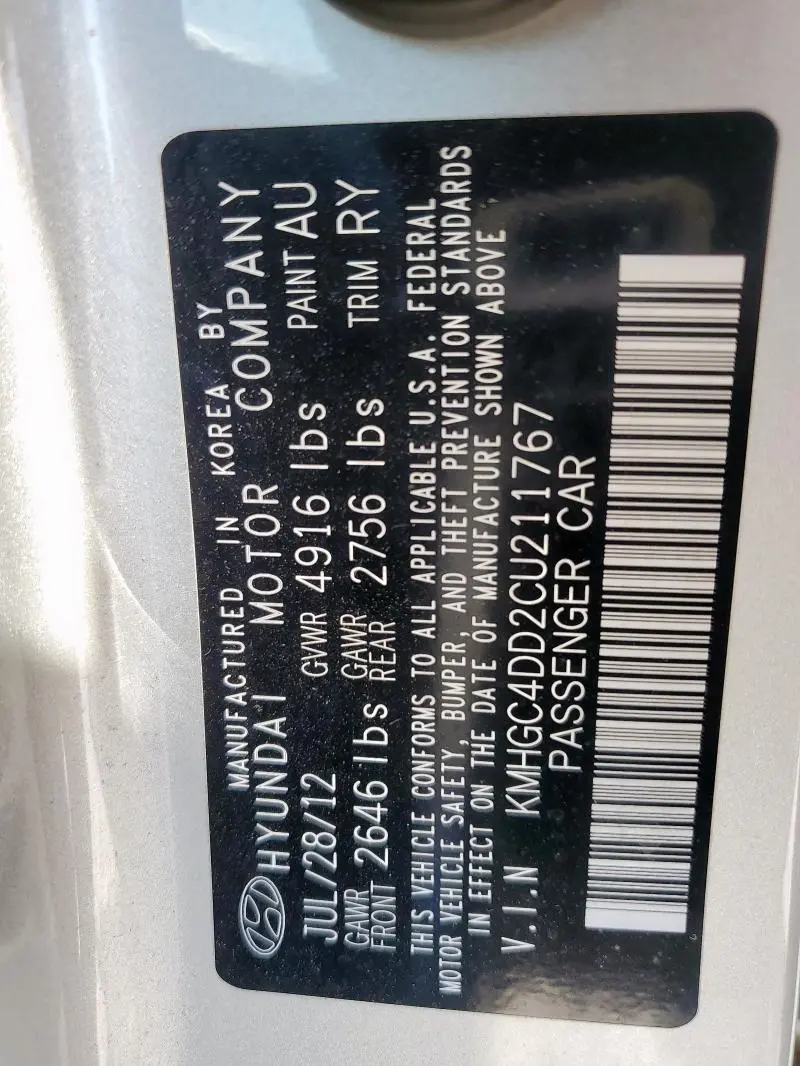 MANUFACTURED IN KOREA BY
HYUNDAI MOTOR COMPANY
JUL/28/12 GVWR 4916 lbs PAINT AU
GAWR FRONT 2646 lbs GAWR REAR 2756 lbs TRIM RY
THIS VEHICLE CONFORMS TO ALL APPLICABLE U.S.A. FEDERAL
MOTOR VEHICLE SAFETY, BUMPER, AND THEFT PREVENTION STANDARDS
IN EFFECT ON THE DATE OF MANUFACTURE SHOWN ABOVE
V.I.N KMHGC4DD2CU211767
PASSENGER CAR